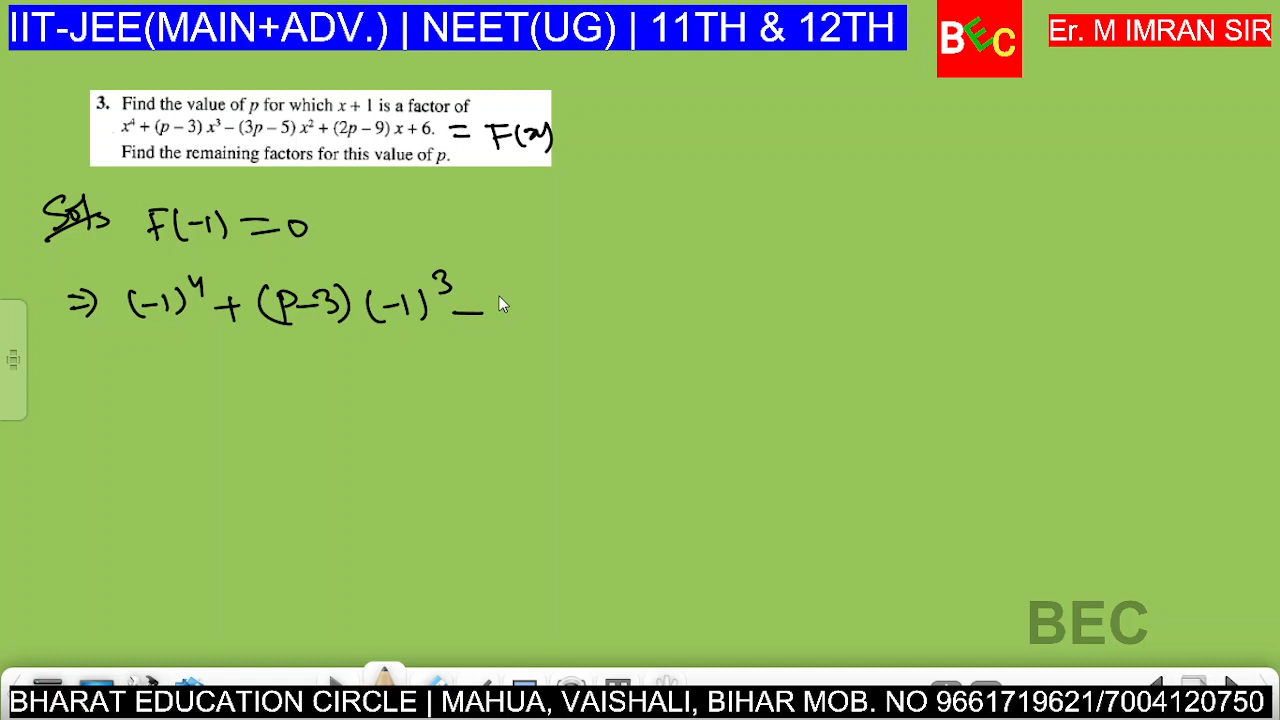 IIT-JEE(MAIN+ADV.) | NEET(UG) | 11TH & 12TH
BEC
Er. M IMRAN SIR
3. Find the value of p for which x + 1 is a factor of
x⁴ + (p – 3) x³ – (3p – 5) x² + (2p – 9) x + 6. = F(x)
Find the remaining factors for this value of p.
Soln F(-1) = 0
⇒ (-1)⁴ + (p-3) (-1)³ –
BEC
BHARAT EDUCATION CIRCLE | MAHUA, VAISHALI, BIHAR MOB. NO 9661719621/7004120750